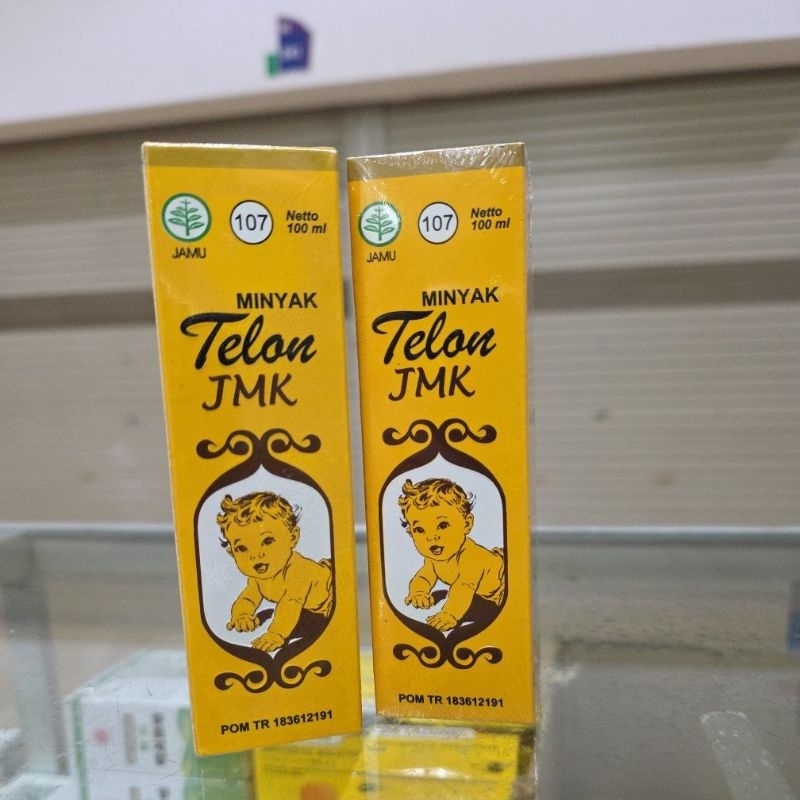 JAMU
107
Netto
100 ml
MINYAK
Telon
JMK
POM TR 183612191
JAMU
107
Netto
100 ml
MINYAK
Telon
JMK
POM TR 183612191